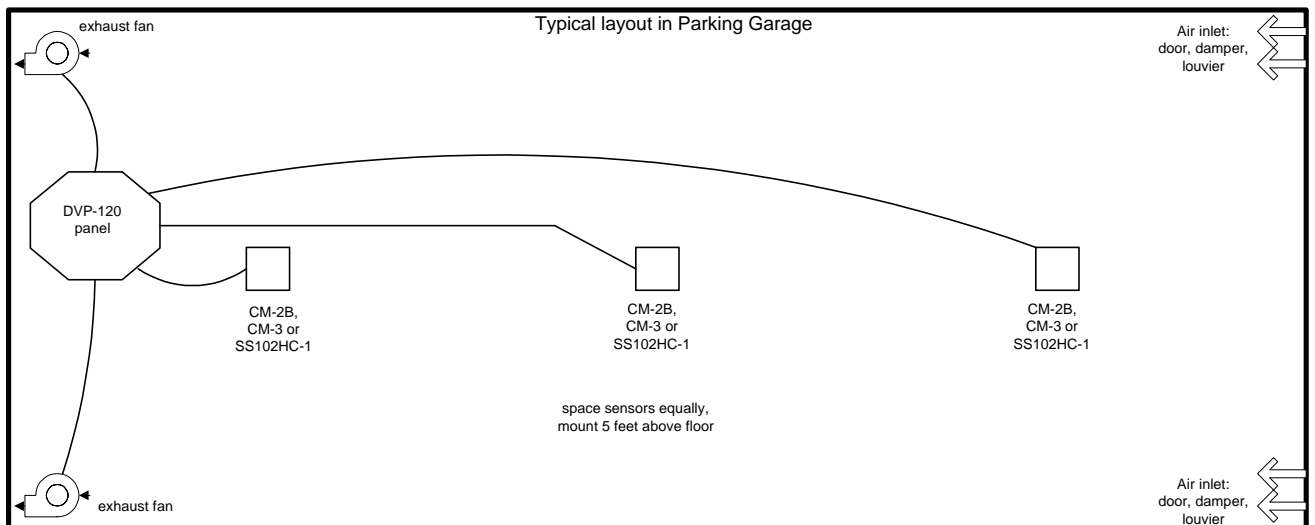 Typical layout in Parking Garage
exhaust fan
Air inlet:
door, damper,
louvier
DVP-120
panel
CM-2B,
CM-3 or
SS102HC-1
CM-2B,
CM-3 or
SS102HC-1
CM-2B,
CM-3 or
SS102HC-1
space sensors equally,
mount 5 feet above floor
exhaust fan
Air inlet:
door, damper,
louvier